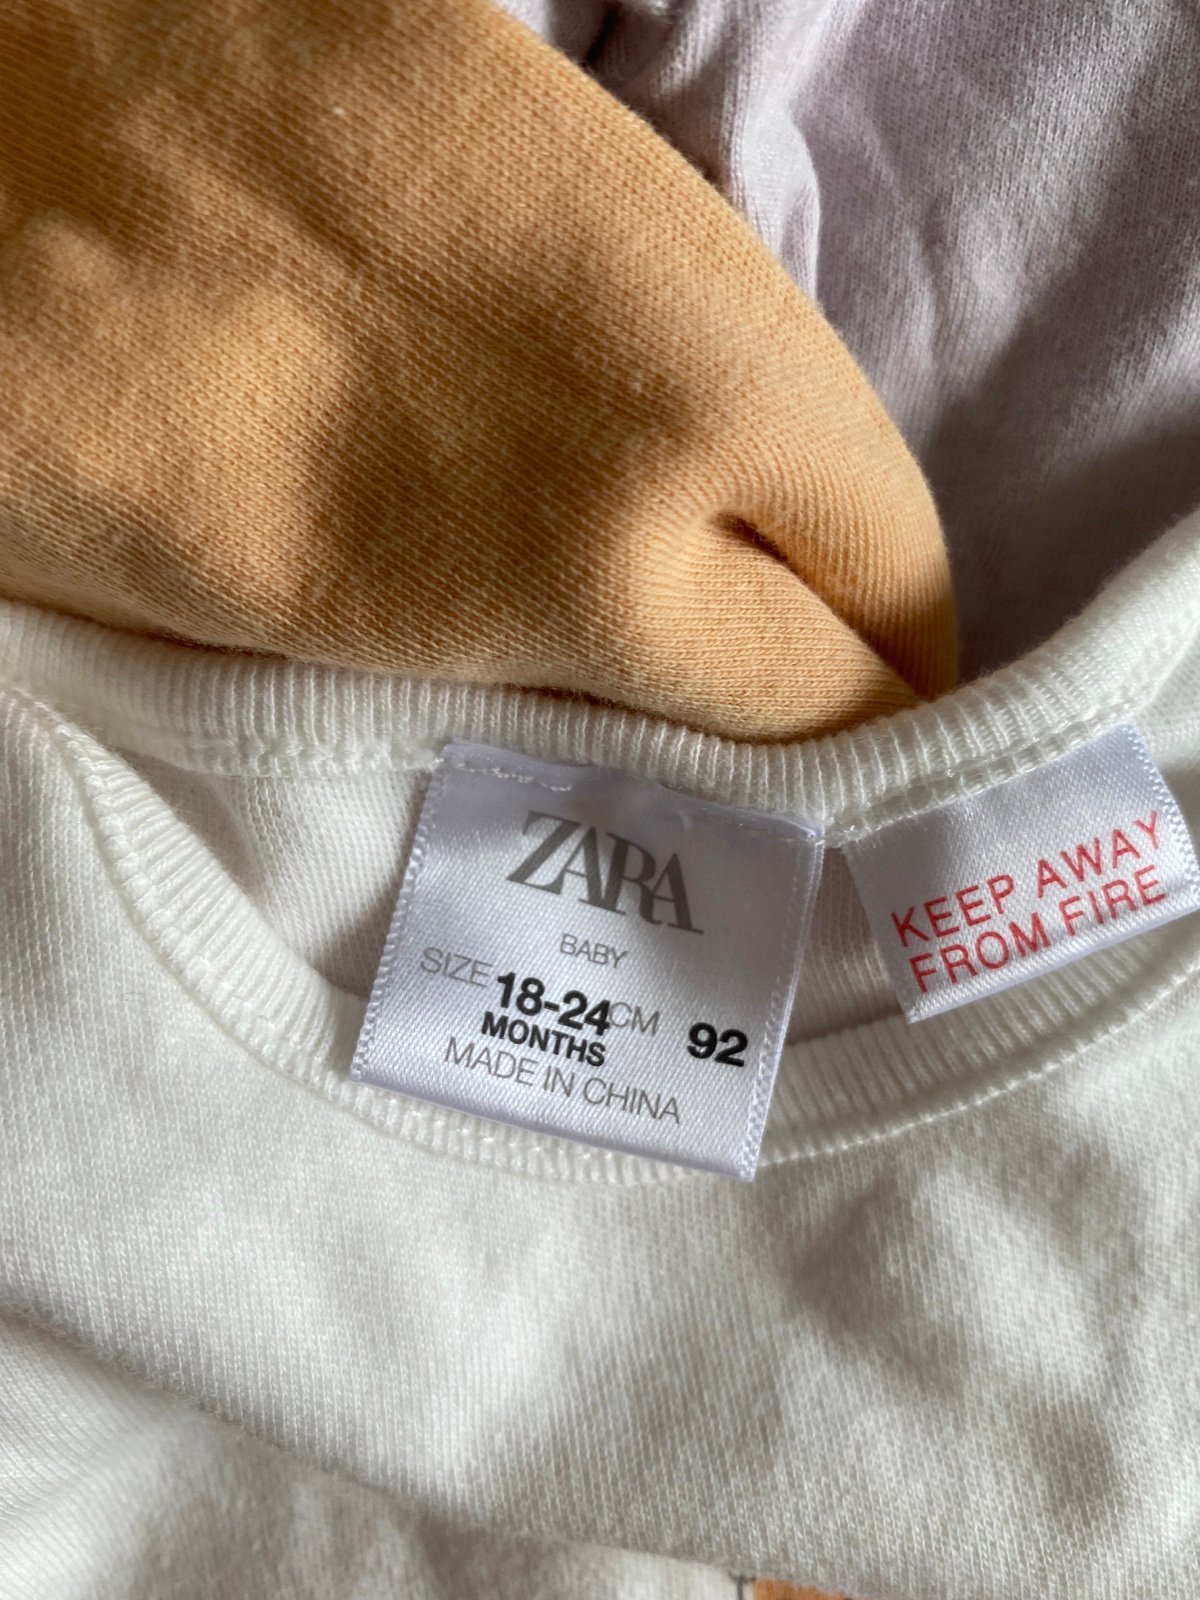 ZARA
BABY
SIZE 18-24 CM 92
MONTHS
MADE IN CHINA
KEEP AWAY
FROM FIRE